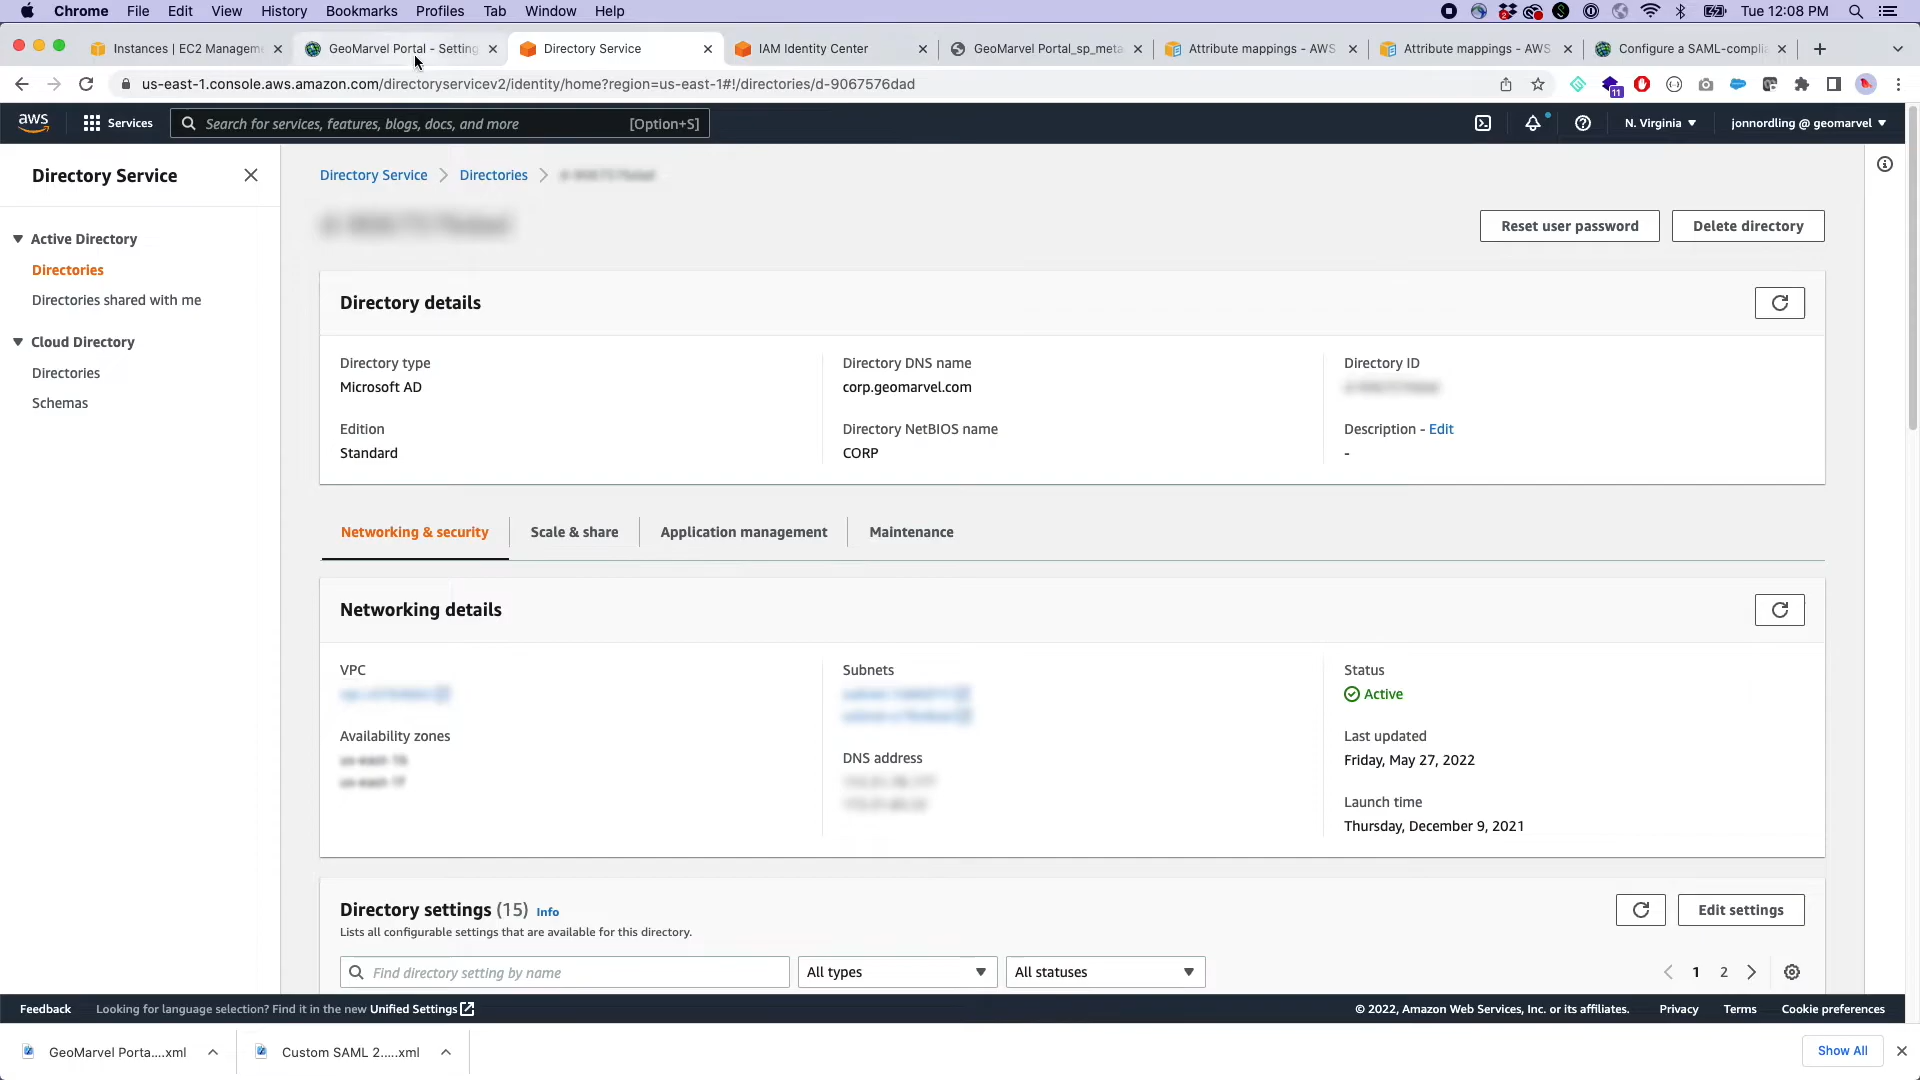 Chrome File Edit View History Bookmarks Profiles Tab Window Help Tue 12:08 PM
Instances | EC2 Manageme GeoMarvel Portal - Setting Directory Service IAM Identity Center GeoMarvel Portal_sp_meta Attribute mappings - AWS Attribute mappings - AWS Configure a SAML-compli
us-east-1.console.aws.amazon.com/directoryservicev2/identity/home?region=us-east-1#!/directories/d-9067576dad 11
aws Services Search for services, features, blogs, docs, and more [Option+S] N. Virginia jonnordling @ geomarvel
Directory Service
Active Directory
Directories
Directories shared with me
Cloud Directory
Directories
Schemas
Directory Service Directories
Reset user password Delete directory
Directory details
Directory type
Microsoft AD
Edition
Standard
Directory DNS name
corp.geomarvel.com
Directory NetBIOS name
CORP
Directory ID
Description - Edit
-
Networking & security Scale & share Application management Maintenance
Networking details
VPC
Availability zones
Subnets
DNS address
Status
Active
Last updated
Friday, May 27, 2022
Launch time
Thursday, December 9, 2021
Directory settings (15) Info
Edit settings
Lists all configurable settings that are available for this directory.
Find directory setting by name All types All statuses 1 2
Feedback Looking for language selection? Find it in the new Unified Settings © 2022, Amazon Web Services, Inc. or its affiliates. Privacy Terms Cookie preferences
GeoMarvel Porta....xml Custom SAML 2.....xml Show All